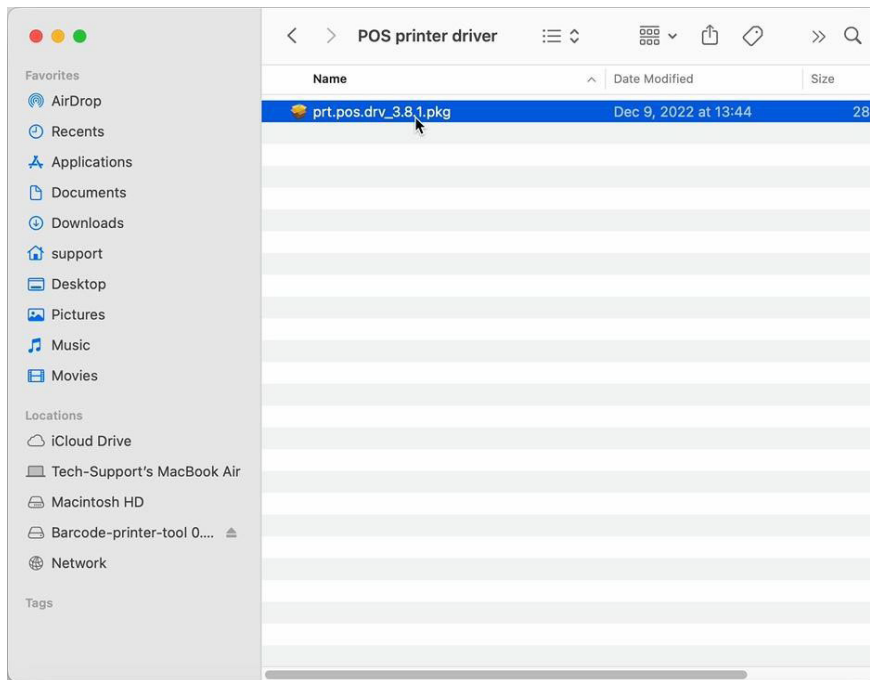 POS printer driver
Favorites
AirDrop
Recents
Applications
Documents
Downloads
support
Desktop
Pictures
Music
Movies
Locations
iCloud Drive
Tech-Support's MacBook Air
Macintosh HD
Barcode-printer-tool 0....
Network
Tags
Name Date Modified Size
prt.pos.drv_3.8.1.pkg Dec 9, 2022 at 13:44 28